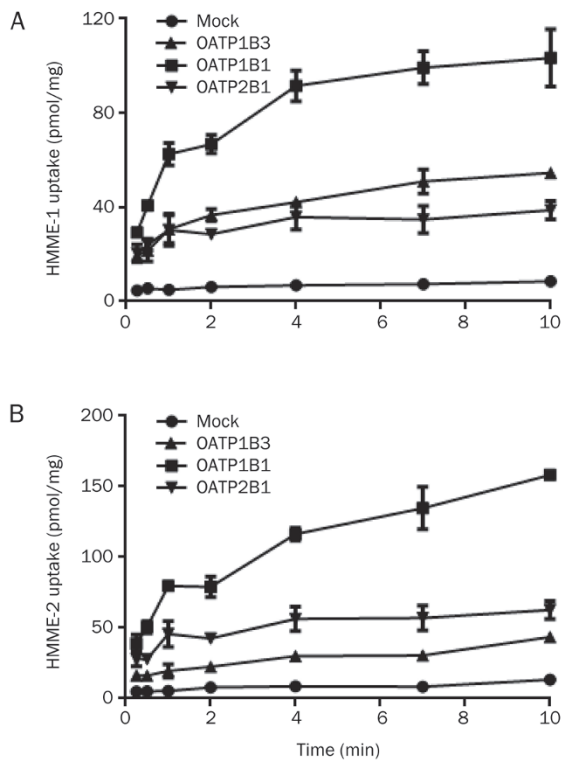 A
Mock
OATP1B3
OATP1B1
OATP2B1
HMME-1 uptake (pmol/mg)
120
80
40
0
0 2 4 6 8 10
B
Mock
OATP1B3
OATP1B1
OATP2B1
HMME-2 uptake (pmol/mg)
200
150
100
50
0
0 2 4 6 8 10
Time (min)